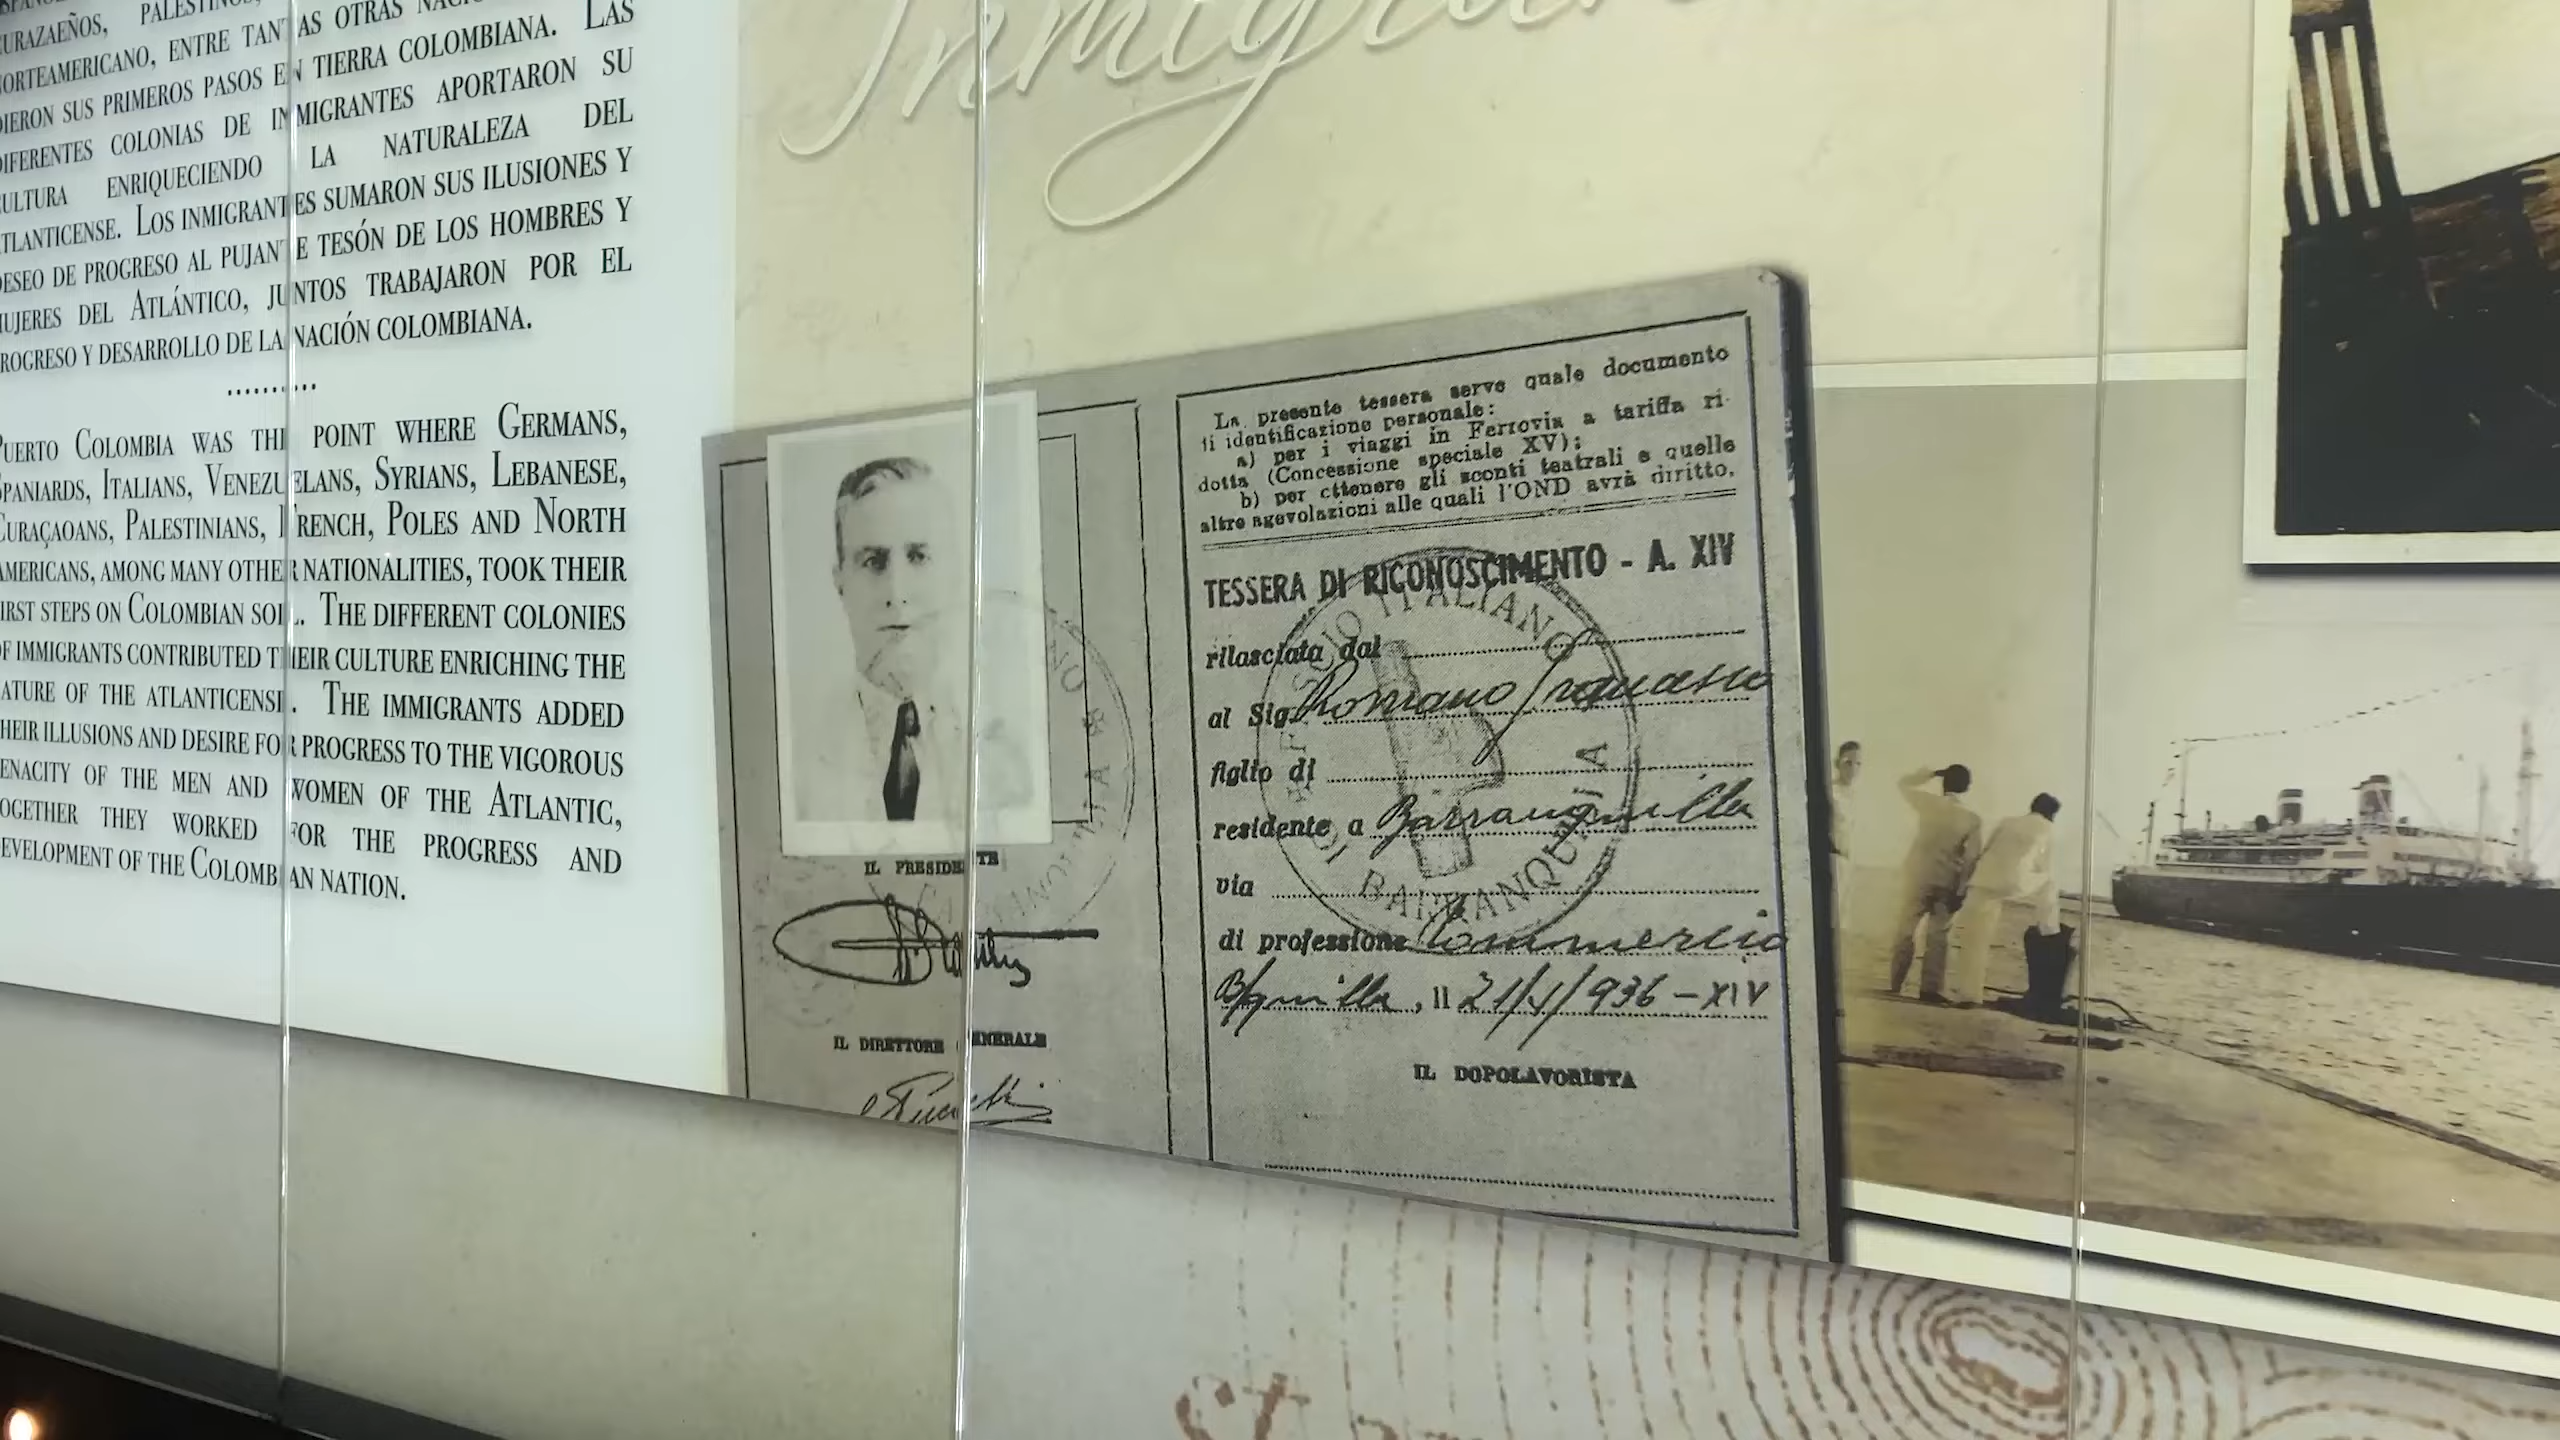 PALESTINOS,
URAZAEÑOS,
NORTEAMERICANO, ENTRE TANTAS OTRAS
DIERON SUS PRIMEROS PASOS EN TIERRA COLOMBIANA. LAS
DIFERENTES COLONIAS DE INMIGRANTES APORTARON SU
CULTURA ENRIQUECIENDO LA NATURALEZA DEL
TLANTICENSE. LOS INMIGRANTES SUMARON SUS ILUSIONES Y
DESEO DE PROGRESO AL PUJANTE TESÓN DE LOS HOMBRES Y
MUJERES DEL ATLÁNTICO, JUNTOS TRABAJARON POR EL
PROGRESO Y DESARROLLO DE LA NACIÓN COLOMBIANA.
..........
PUERTO COLOMBIA WAS THE POINT WHERE GERMANS,
SPANIARDS, ITALIANS, VENEZUELANS, SYRIANS, LEBANESE,
CURAÇAOANS, PALESTINIANS, FRENCH, POLES AND NORTH
AMERICANS, AMONG MANY OTHER NATIONALITIES, TOOK THEIR
FIRST STEPS ON COLOMBIAN SOIL. THE DIFFERENT COLONIES
OF IMMIGRANTS CONTRIBUTED THEIR CULTURE ENRICHING THE
NATURE OF THE ATLANTICENSE. THE IMMIGRANTS ADDED
THEIR ILLUSIONS AND DESIRE FOR PROGRESS TO THE VIGOROUS
TENACITY OF THE MEN AND WOMEN OF THE ATLANTIC,
TOGETHER THEY WORKED FOR THE PROGRESS AND
DEVELOPMENT OF THE COLOMBIAN NATION.
IL PRESIDENTE
IL DIRETTORE GENERALE
La presente tessera serve quale documento
di identificazione personale:
a) per i viaggi in Ferrovia a tariffa ri-
dotta (Concessione speciale XV);
b) per ottenere gli sconti teatrali e quelle
altre agevolazioni alle quali l'OND avrà diritto.
TESSERA DI RICONOSCIMENTO - A. XIV
rilasciata dal
al Sig. Romano Francesco
figlio di
residente a Barranquilla
via
di professione Commercio
B/quilla, il 21/4/936 - XIV
IL DOPOLAVORISTA
ITALIANO
DI BARRANQUILLA